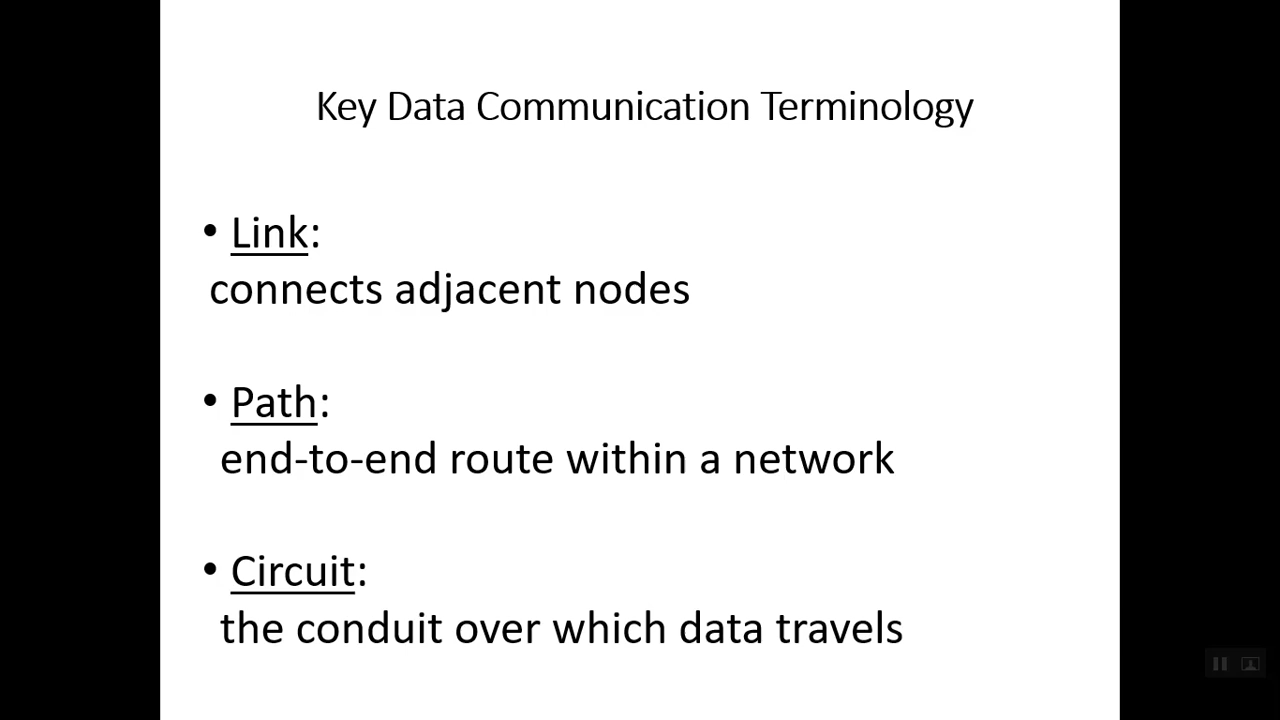 Key Data Communication Terminology
• Link:
connects adjacent nodes
• Path:
end-to-end route within a network
• Circuit:
the conduit over which data travels